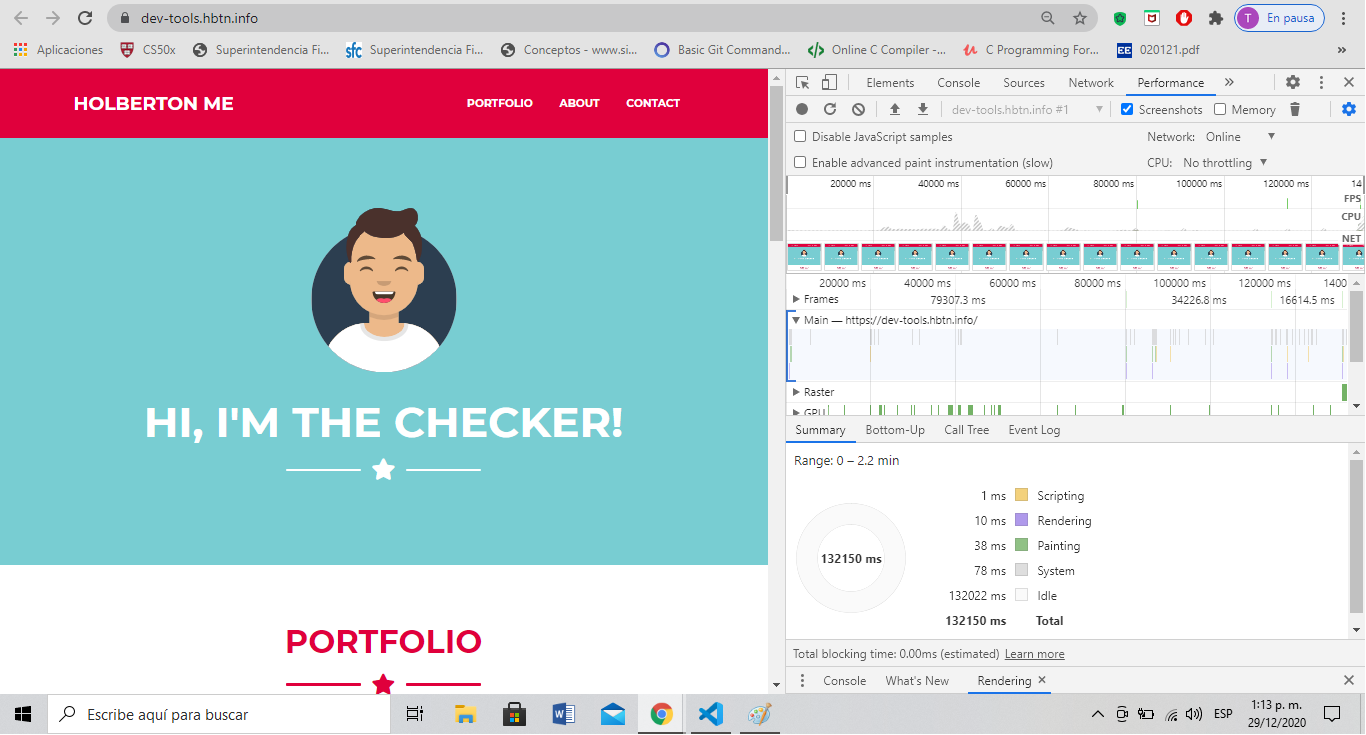 dev-tools.hbtn.info
T En pausa
Aplicaciones CS50x Superintendencia Fi... sfc Superintendencia Fi... Conceptos - www.si... Basic Git Command... Online C Compiler -... C Programming For... EE 020121.pdf »
HOLBERTON ME PORTFOLIO ABOUT CONTACT
HI, I'M THE CHECKER!
PORTFOLIO
Elements Console Sources Network Performance »
dev-tools.hbtn.info #1 Screenshots Memory
Disable JavaScript samples Network: Online
Enable advanced paint instrumentation (slow) CPU: No throttling
20000 ms 40000 ms 60000 ms 80000 ms 100000 ms 120000 ms 14
FPS
CPU
NET
20000 ms 40000 ms 60000 ms 80000 ms 100000 ms 120000 ms 1400
Frames 79307.3 ms 34226.8 ms 16614.5 ms
Main — https://dev-tools.hbtn.info/
Raster
GPU
Summary Bottom-Up Call Tree Event Log
Range: 0 – 2.2 min
132150 ms
1 ms Scripting
10 ms Rendering
38 ms Painting
78 ms System
132022 ms Idle
132150 ms Total
Total blocking time: 0.00ms (estimated) Learn more
Console What's New Rendering
Escribe aquí para buscar
ESP
1:13 p. m.
29/12/2020